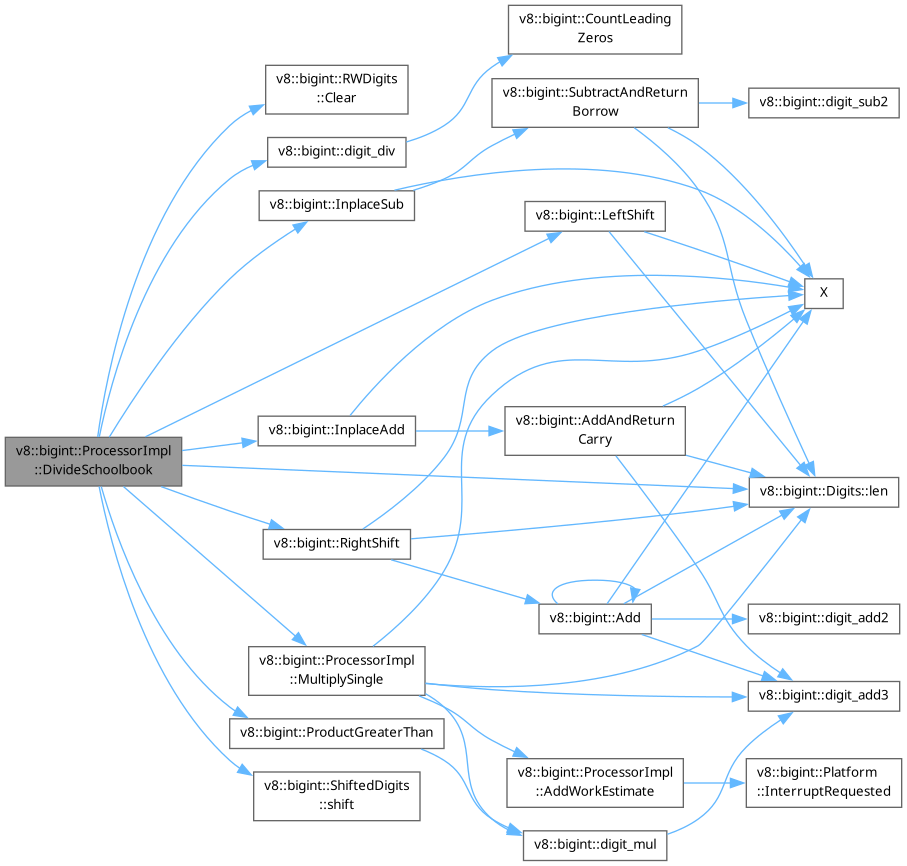 v8::bigint::CountLeading
Zeros
v8::bigint::RWDigits
::Clear
v8::bigint::SubtractAndReturn
Borrow
v8::bigint::digit_sub2
v8::bigint::digit_div
v8::bigint::InplaceSub
v8::bigint::LeftShift
X
v8::bigint::InplaceAdd
v8::bigint::AddAndReturn
Carry
v8::bigint::ProcessorImpl
::DivideSchoolbook
v8::bigint::Digits::len
v8::bigint::RightShift
v8::bigint::Add
v8::bigint::digit_add2
v8::bigint::ProcessorImpl
::MultiplySingle
v8::bigint::digit_add3
v8::bigint::ProductGreaterThan
v8::bigint::ProcessorImpl
::AddWorkEstimate
v8::bigint::Platform
::InterruptRequested
v8::bigint::ShiftedDigits
::shift
v8::bigint::digit_mul